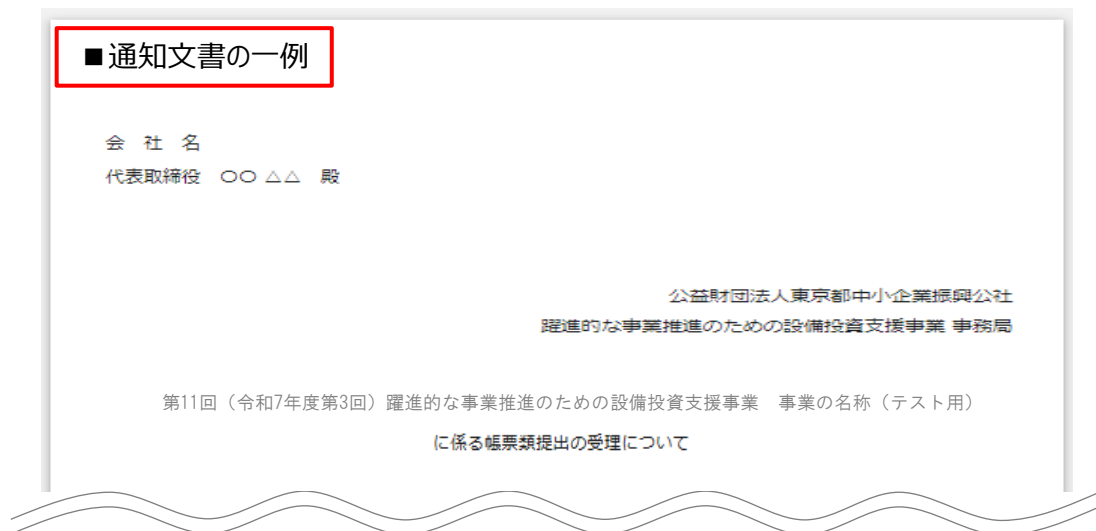 ■通知文書の一例
会 社 名
代表取締役 〇〇 △△ 殿
公益財団法人東京都中小企業振興公社
躍進的な事業推進のための設備投資支援事業 事務局
第11回（令和7年度第3回）躍進的な事業推進のための設備投資支援事業 事業の名称（テスト用）
に係る帳票類提出の受理について